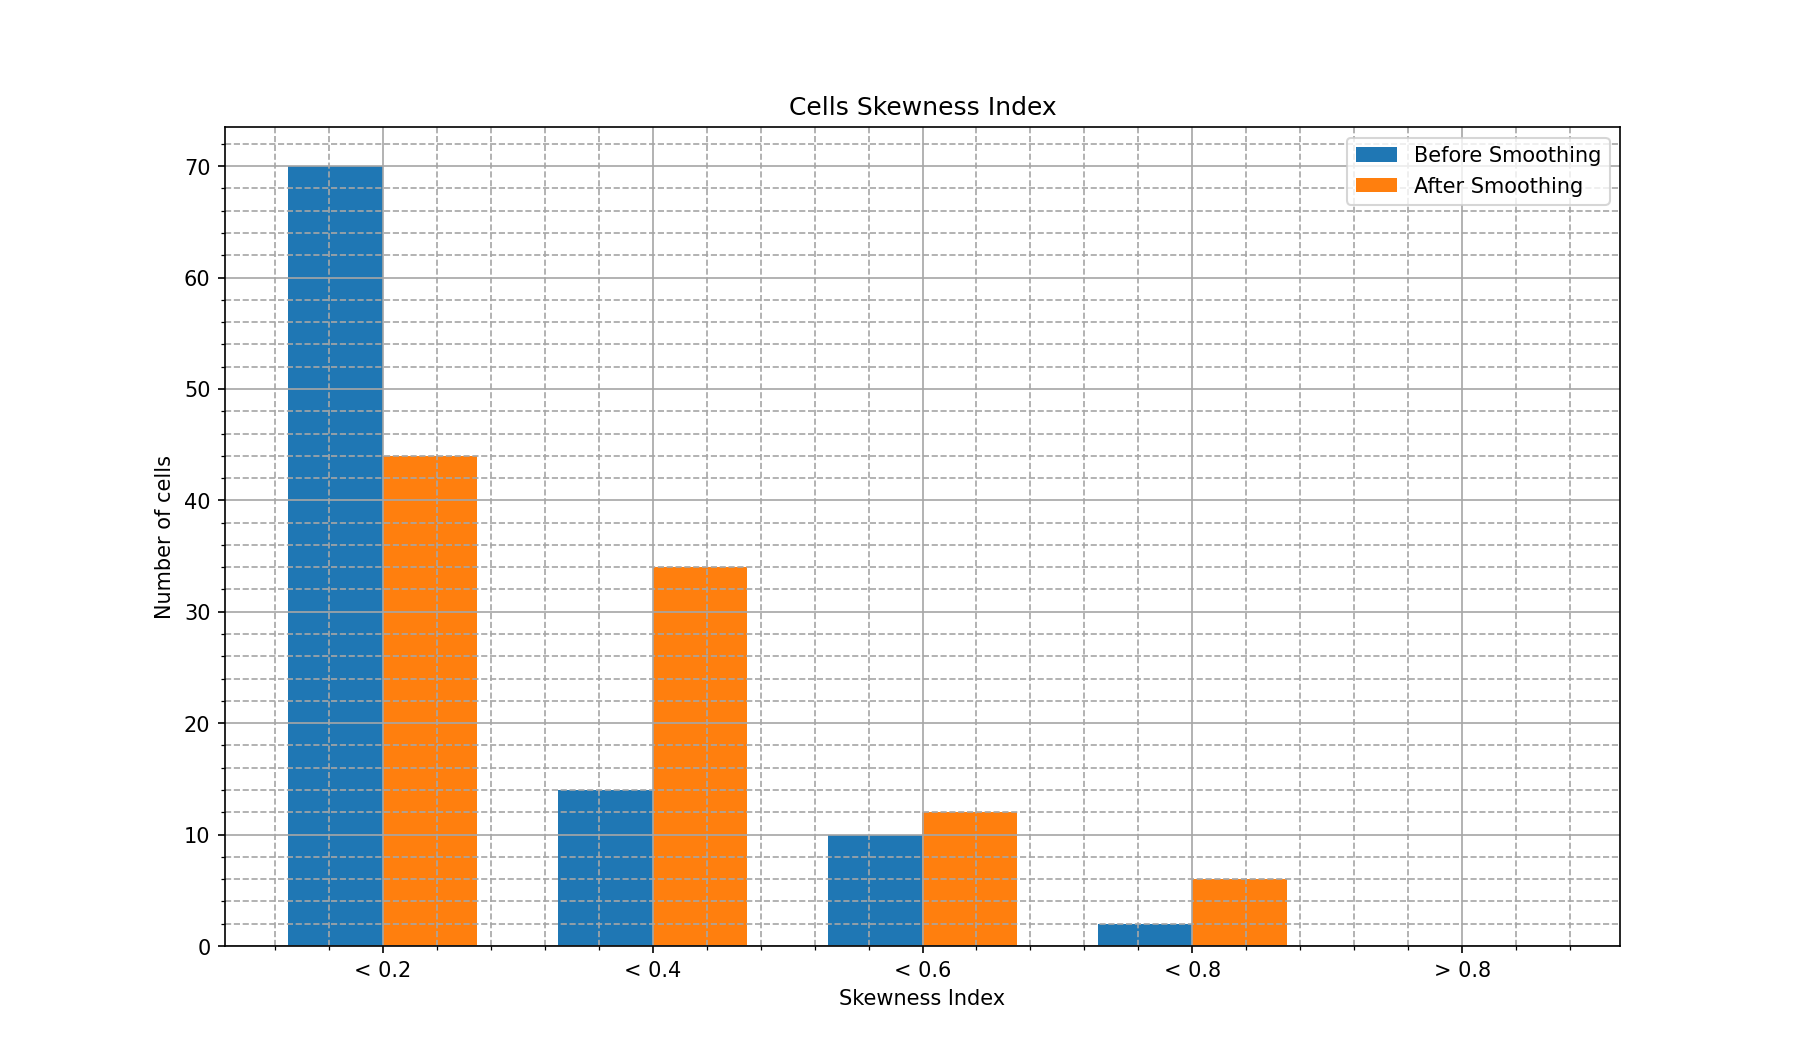 Cells Skewness Index
Before Smoothing
After Smoothing
70
60
50
40
30
20
10
0
Number of cells
< 0.2
< 0.4
< 0.6
< 0.8
> 0.8
Skewness Index